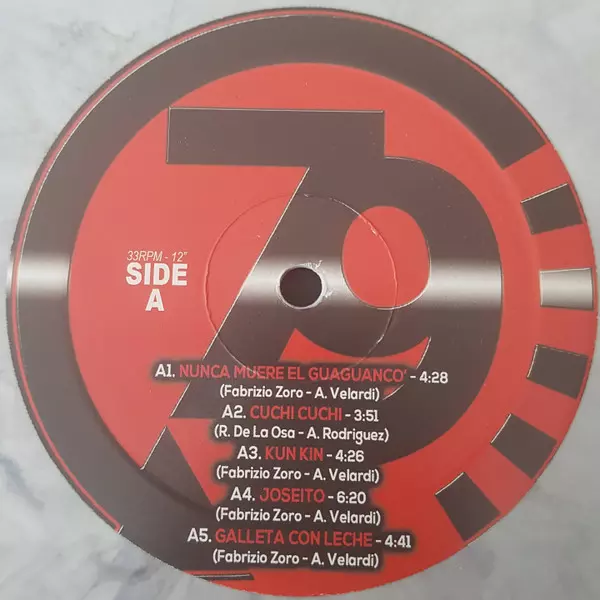 79
33RPM - 12"
SIDE
A
A1. NUNCA MUERE EL GUAGUANCO' - 4:28
(Fabrizio Zoro - A. Velardi)
A2. CUCHI CUCHI - 3:51
(R. De La Osa - A. Rodriguez)
A3. KUN KIN - 4:26
(Fabrizio Zoro - A. Velardi)
A4. JOSEITO - 6:20
(Fabrizio Zoro - A. Velardi)
A5. GALLETA CON LECHE - 4:41
(Fabrizio Zoro - A. Velardi)